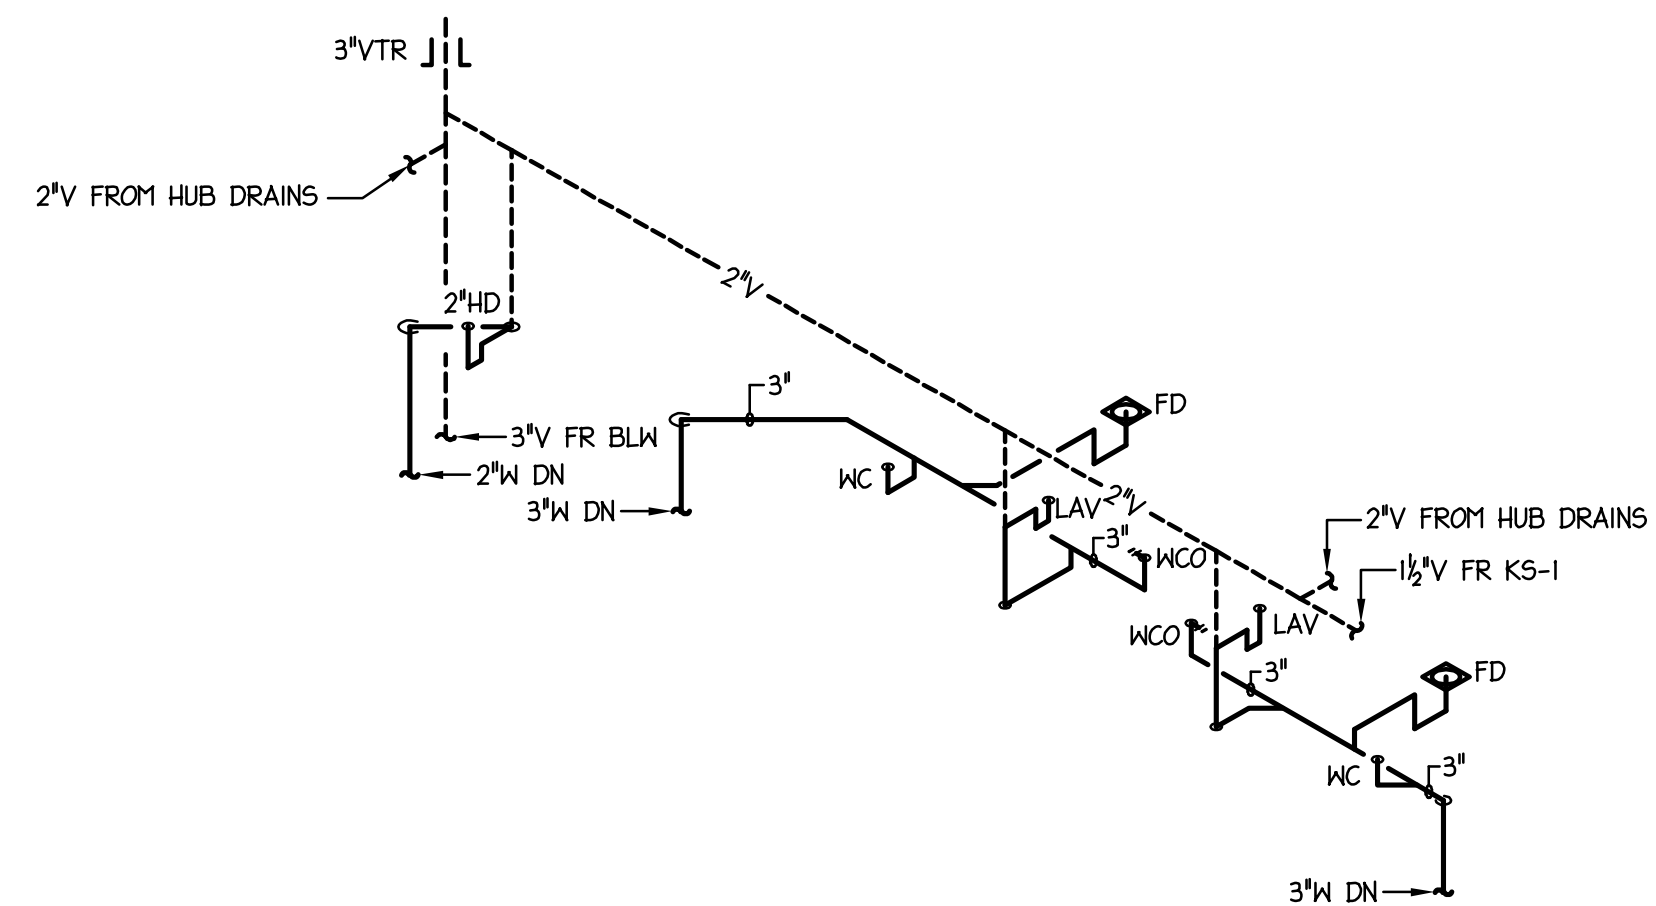 3"VTR
2"V FROM HUB DRAINS
2"V
2"HD
3"
FD
3"V FR BLW
2"W DN
WC
3"W DN
2"V
LAV
3"
WCO
2"V FROM HUB DRAINS
1½"V FR KS-1
WCO
LAV
3"
FD
WC
3"
3"W DN